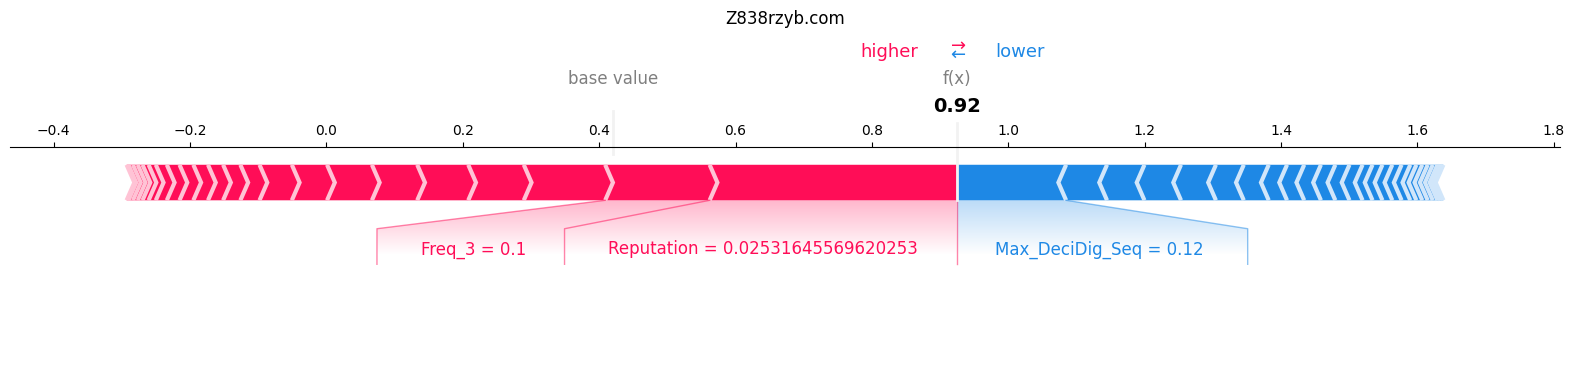 Z838rzyb.com
higher ⇄ lower
base value f(x)
0.92
−0.4 −0.2 0.0 0.2 0.4 0.6 0.8 1.0 1.2 1.4 1.6 1.8
Freq_3 = 0.1 Reputation = 0.02531645569620253 Max_DeciDig_Seq = 0.12